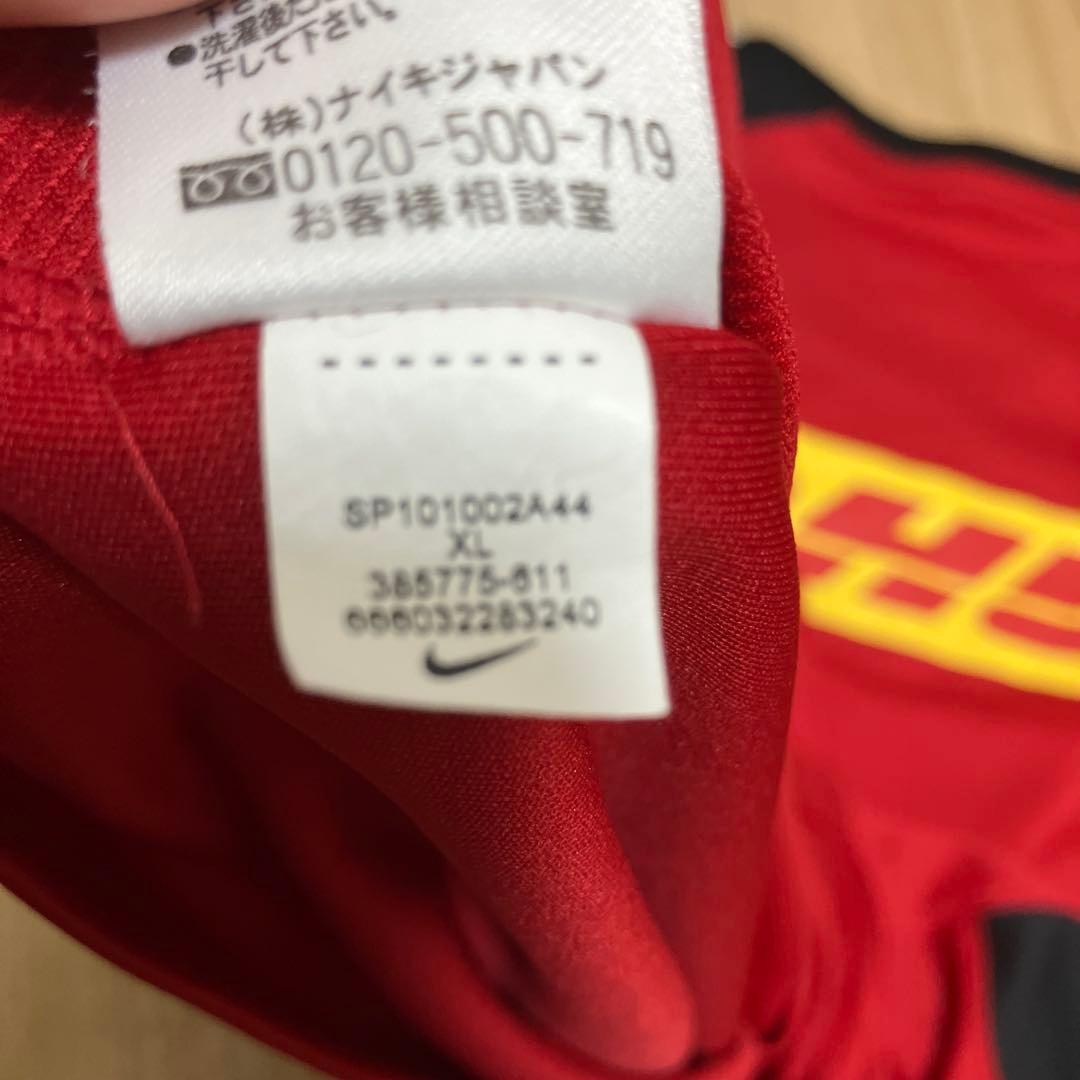 ●洗濯後ただ
干して下さい。
(株)ナイキジャパン
0120-500-719
お客様相談室
SP101002A44
XL
385775-611
666032283240